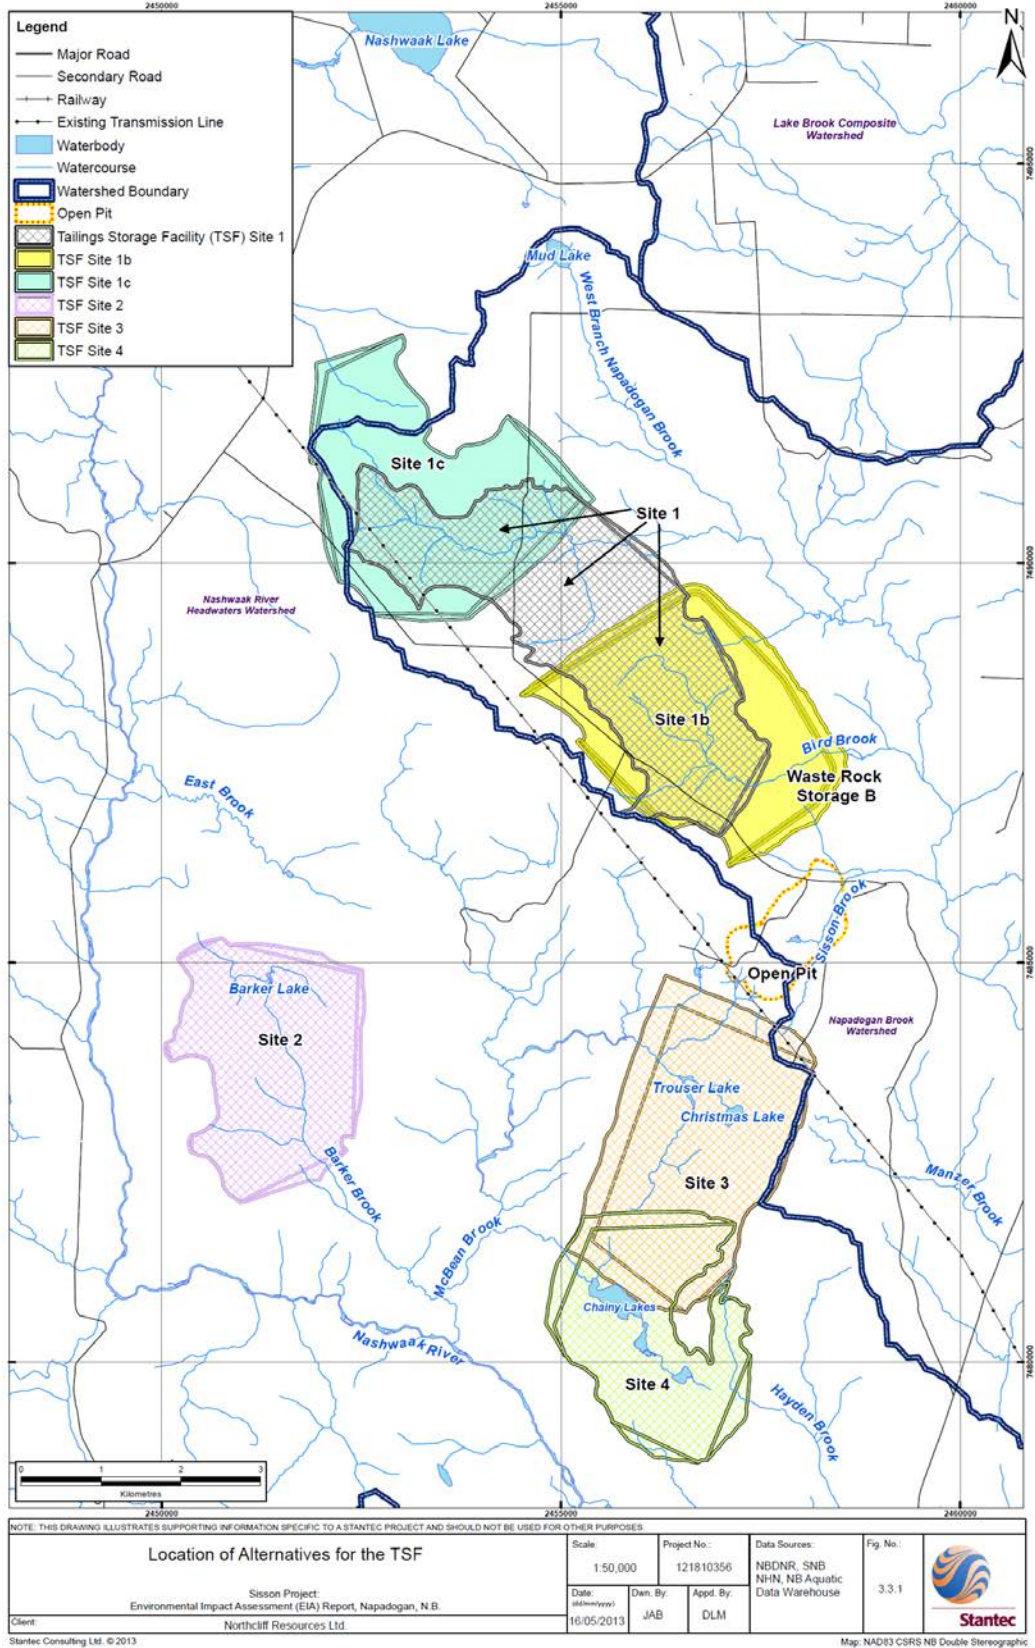 2450000
2455000
2460000
N
Legend
Major Road
Secondary Road
Railway
Existing Transmission Line
Waterbody
Watercourse
Watershed Boundary
Open Pit
Tailings Storage Facility (TSF) Site 1
TSF Site 1b
TSF Site 1c
TSF Site 2
TSF Site 3
TSF Site 4
Nashwaak Lake
Lake Brook Composite
Watershed
Mud Lake
West Branch Napadogan Brook
Site 1c
Site 1
7490000
Nashwaak River
Headwaters Watershed
Site 1b
Bird Brook
Waste Rock
Storage B
East Brook
Sisson Brook
7485000
Open Pit
Barker Lake
Site 2
Napadogan Brook
Watershed
Trouser Lake
Christmas Lake
Site 3
Manzer Brook
Barker Brook
McBean Brook
Chainy Lakes
Nashwaak River
7480000
Site 4
Hayden Brook
0 1 2 3
Kilometres
2450000
2455000
2460000
NOTE: THIS DRAWING ILLUSTRATES SUPPORTING INFORMATION SPECIFIC TO A STANTEC PROJECT AND SHOULD NOT BE USED FOR OTHER PURPOSES.
Location of Alternatives for the TSF
Sisson Project:
Environmental Impact Assessment (EIA) Report, Napadogan, N.B.
Client:
Northcliff Resources Ltd.
Scale:
1:50,000
Project No.:
121810356
Date:
(dd/mm/yyyy)
16/05/2013
Dwn. By:
JAB
Appd. By:
DLM
Data Sources:
NBDNR, SNB
NHN, NB Aquatic
Data Warehouse
Fig. No.:
3.3.1
Stantec
Stantec Consulting Ltd. © 2013
Map: NAD83 CSRS NB Double Stereographic